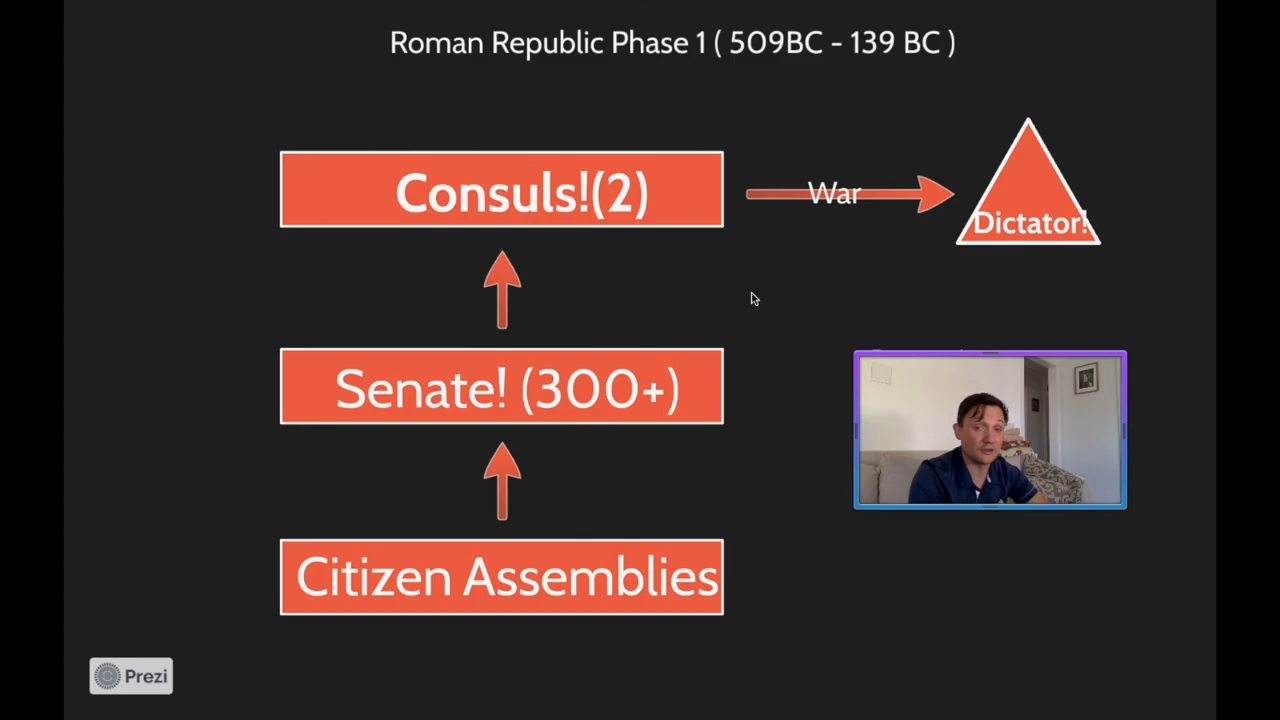 Roman Republic Phase 1 ( 509BC - 139 BC )
Consuls!(2)
War
Dictator!
Senate! (300+)
Citizen Assemblies
Prezi